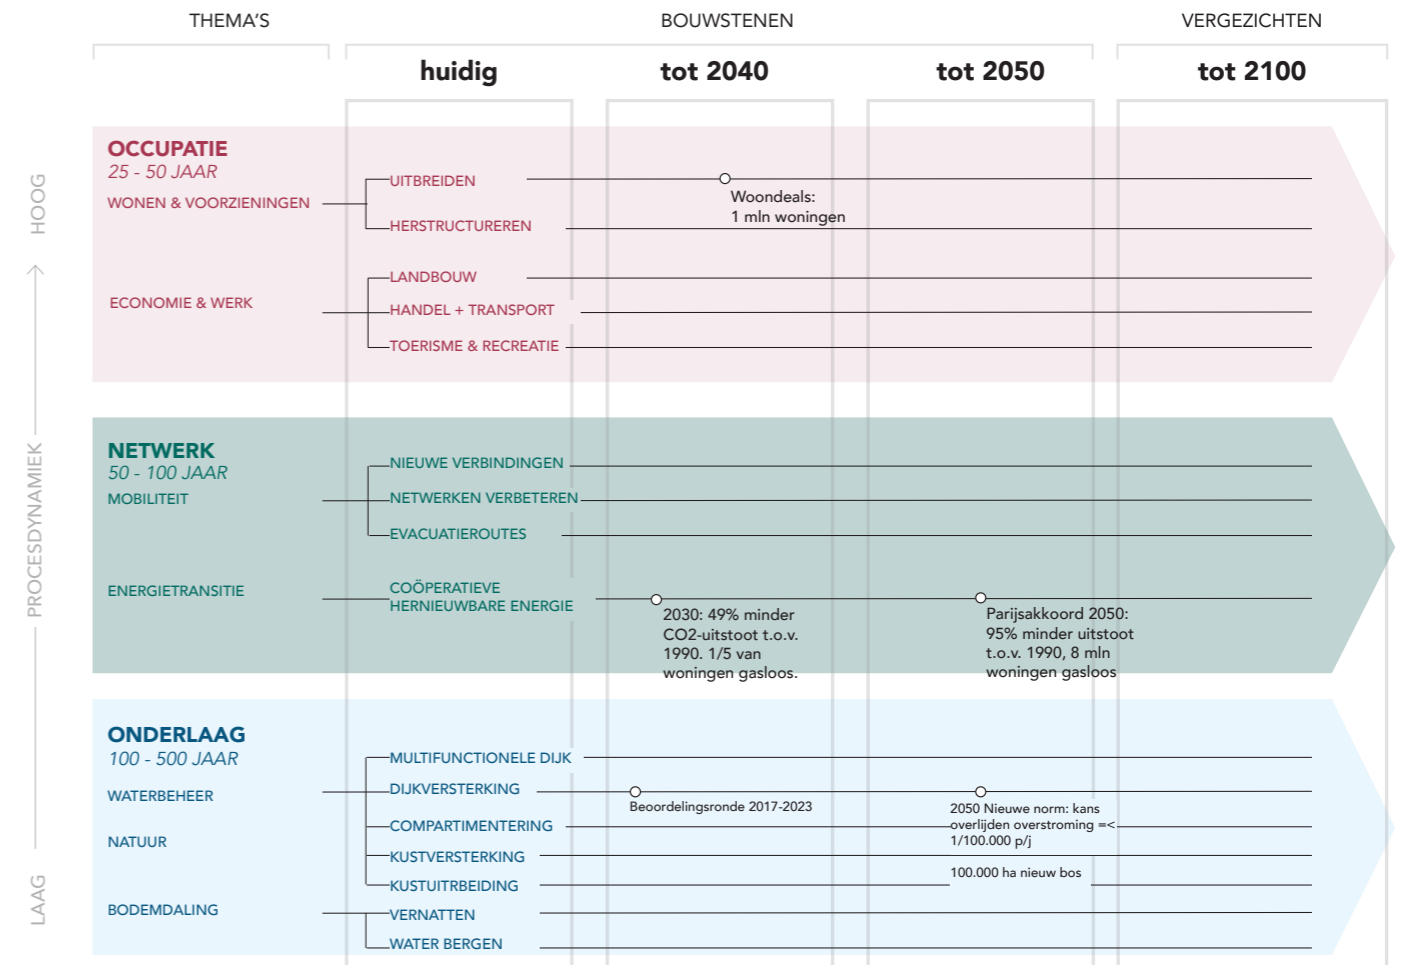 THEMA'S
BOUWSTENEN
VERGEZICHTEN
huidig
tot 2040
tot 2050
tot 2100
HOOG
PROCESDYNAMIEK
LAAG
OCCUPATIE
25 - 50 JAAR
WONEN & VOORZIENINGEN
UITBREIDEN
Woondeals:
1 mln woningen
HERSTRUCTUREREN
ECONOMIE & WERK
LANDBOUW
HANDEL + TRANSPORT
TOERISME & RECREATIE
NETWERK
50 - 100 JAAR
MOBILITEIT
NIEUWE VERBINDINGEN
NETWERKEN VERBETEREN
EVACUATIEROUTES
ENERGIETRANSITIE
COÖPERATIEVE
HERNIEUWBARE ENERGIE
2030: 49% minder
CO2-uitstoot t.o.v.
1990. 1/5 van
woningen gasloos.
Parijsakkoord 2050:
95% minder uitstoot
t.o.v. 1990, 8 mln
woningen gasloos
ONDERLAAG
100 - 500 JAAR
WATERBEHEER
NATUUR
MULTIFUNCTIONELE DIJK
DIJKVERSTERKING
Beoordelingsronde 2017-2023
2050 Nieuwe norm: kans
overlijden overstroming =<
1/100.000 p/j
COMPARTIMENTERING
KUSTVERSTERKING
KUSTUITRBEIDING
100.000 ha nieuw bos
BODEMDALING
VERNATTEN
WATER BERGEN